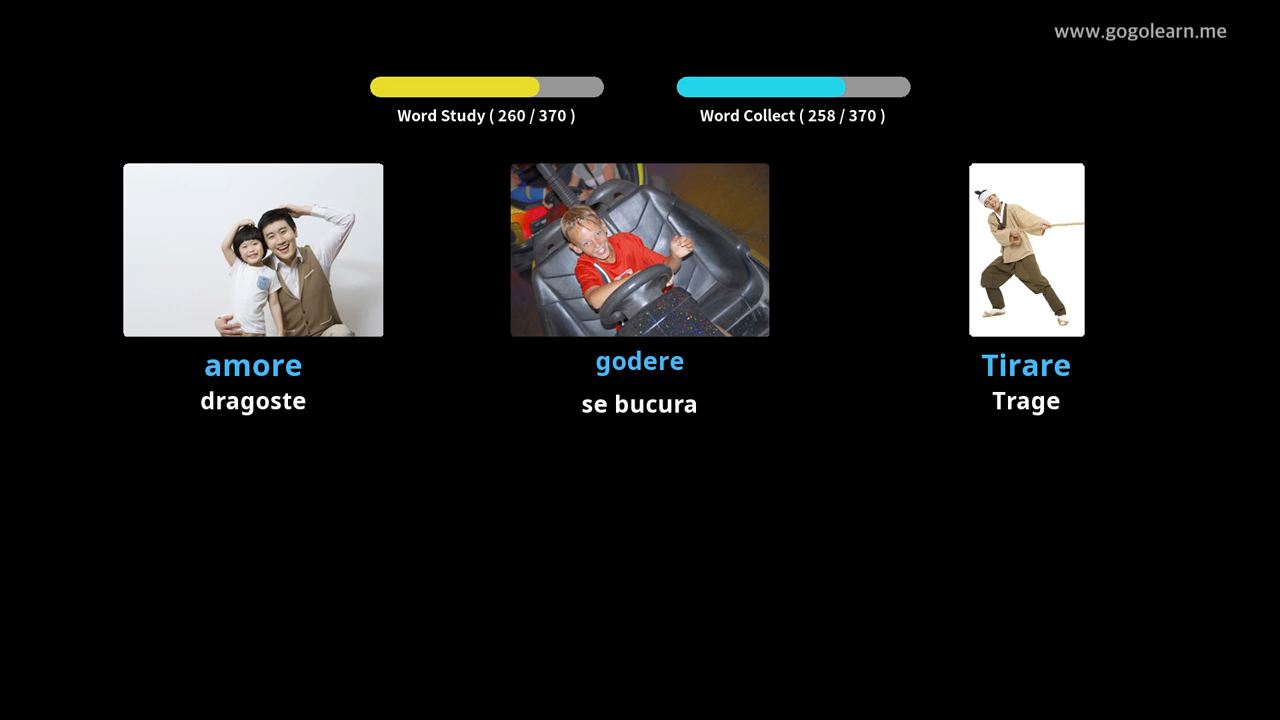 www.gogolearn.me
Word Study ( 260 / 370 )
Word Collect ( 258 / 370 )
amore
dragoste
godere
se bucura
Tirare
Trage